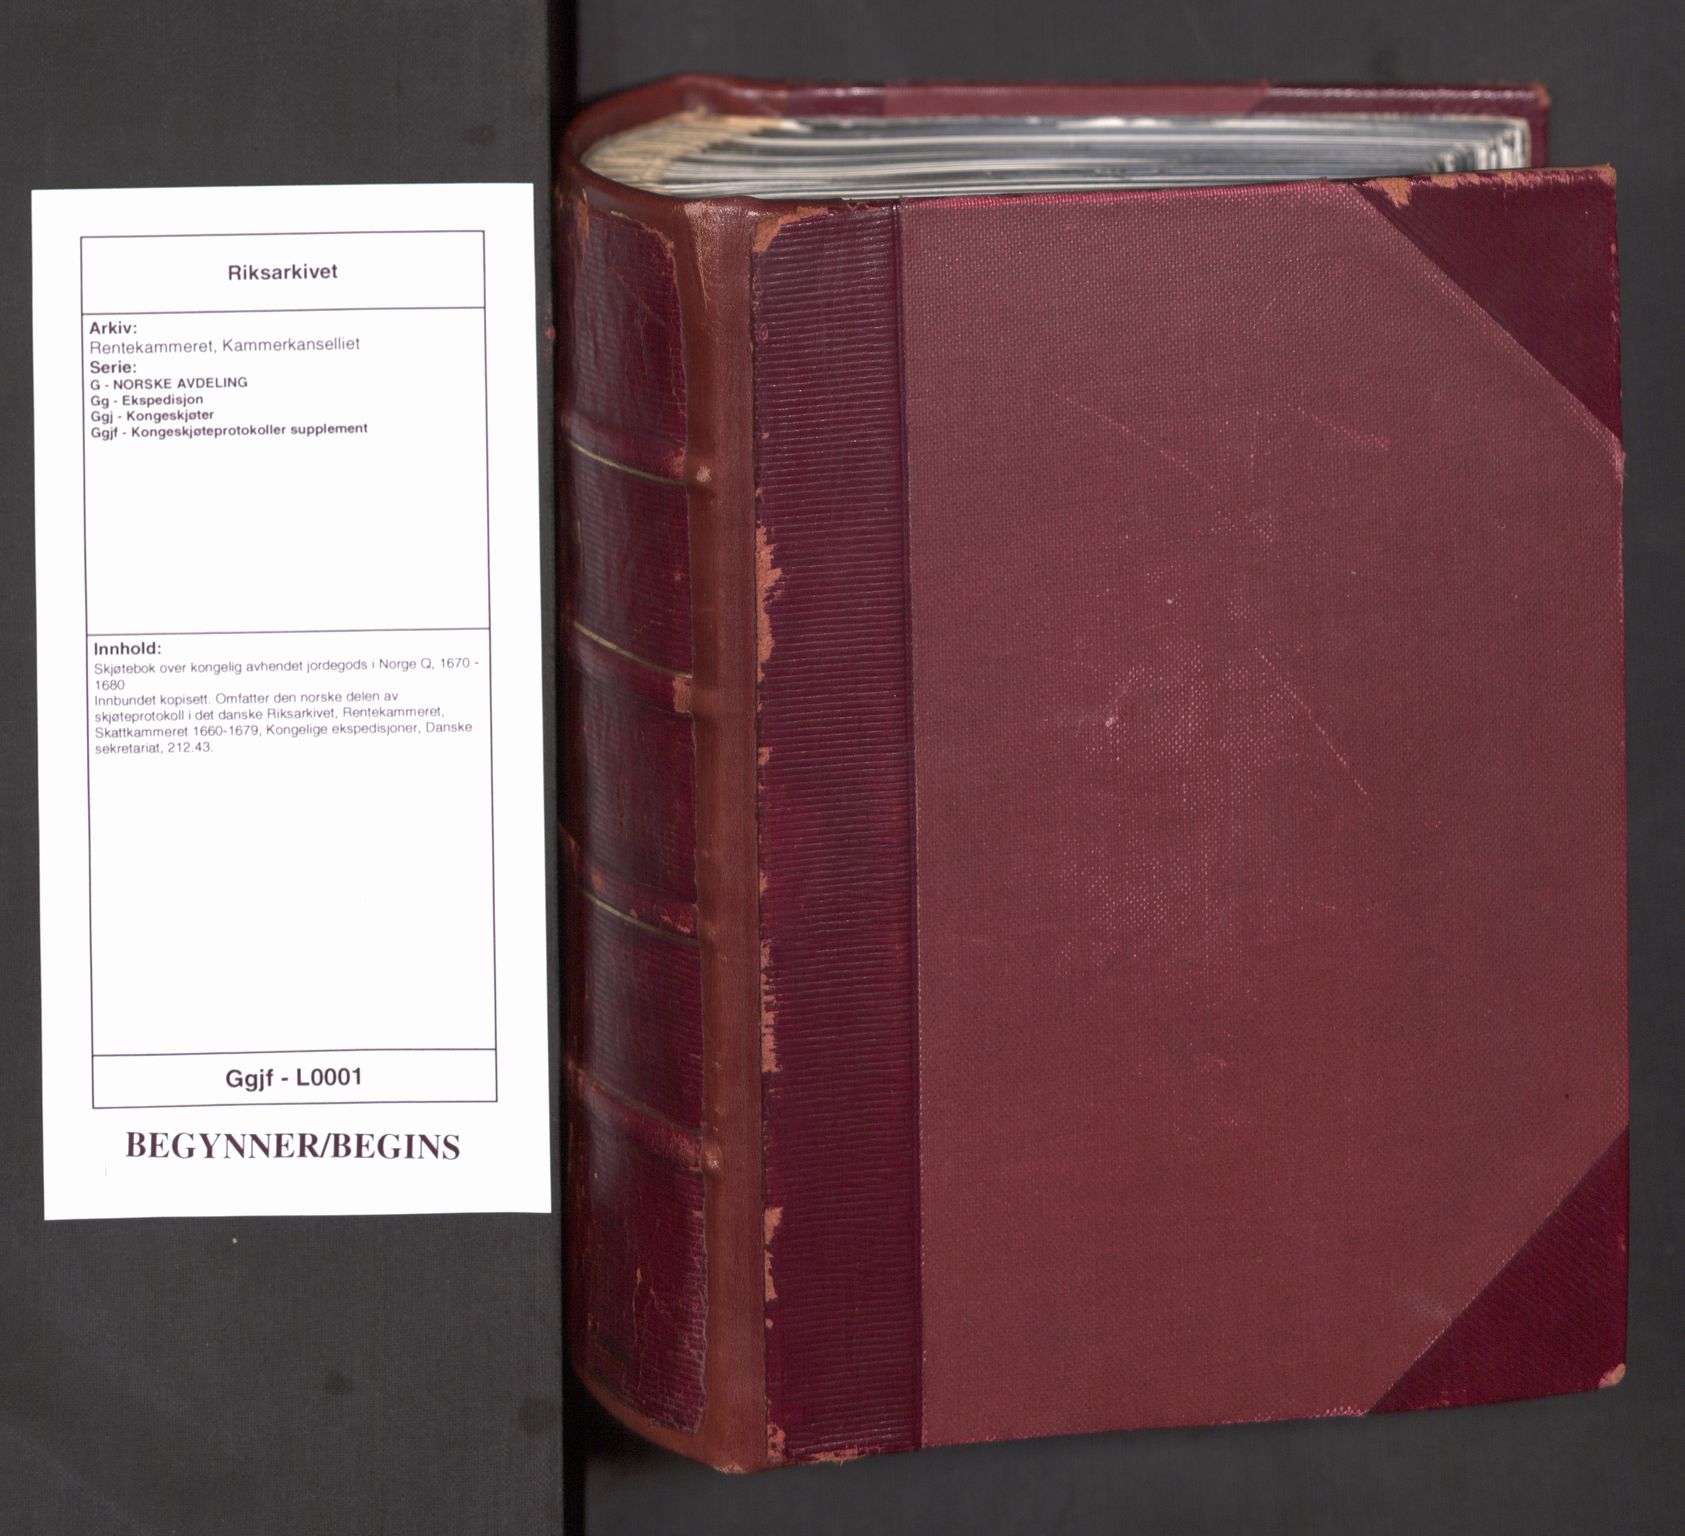 Riksarkivet
Arkiv:
Rentekammeret, Kammerkanselliet
Serie:
G - NORSKE AVDELING
Gg - Ekspedisjon
Ggj - Kongeskjøter
Ggjf - Kongeskjøteprotokoller supplement
Innhold:
Skjøtebok over kongelig avhendet jordegods i Norge Q, 1670 -
1680
Innbundet kopisett. Omfatter den norske delen av
skjøteprotokoll i det danske Riksarkivet, Rentekammeret,
Skattkammeret 1660-1679, Kongelige ekspedisjoner, Danske
sekretariat, 212.43.
Ggjf - L0001
BEGYNNER/BEGINS